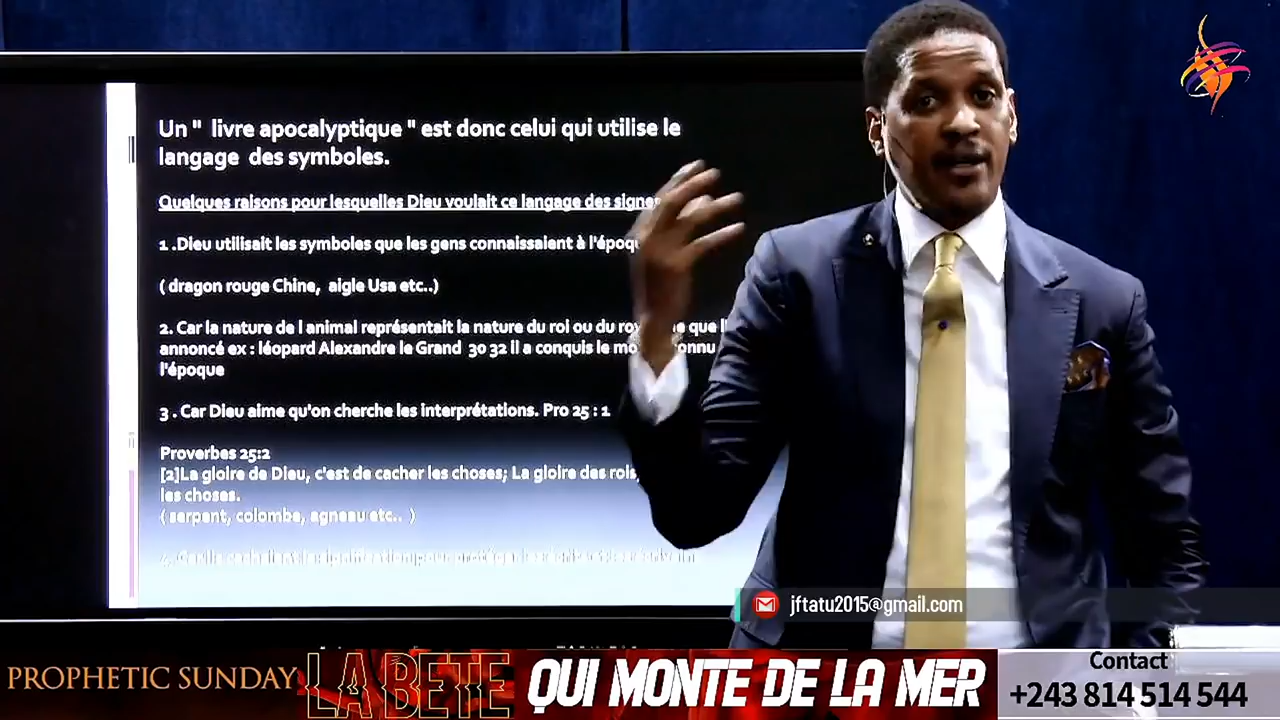 Un " livre apocalyptique " est donc celui qui utilise le
langage des symboles.
Quelques raisons pour lesquelles Dieu voulait ce langage des signes
1 .Dieu utilisait les symboles que les gens connaissaient à l'époqu
( dragon rouge Chine, aigle Usa etc..)
2. Car la nature de l animal représentait la nature du roi ou du roy e que l
annoncé ex : léopard Alexandre le Grand 30 32 il a conquis le mo onnu
l'époque
3 . Car Dieu aime qu'on cherche les interprétations. Pro 25 : 1
Proverbes 25:2
[2]La gloire de Dieu, c'est de cacher les choses; La gloire des rois,
les choses.
( serpent, colombe, agneau etc.. )
jftatu2015@gmail.com
PROPHETIC SUNDAY LA BETE QUI MONTE DE LA MER
Contact
+243 814 514 544